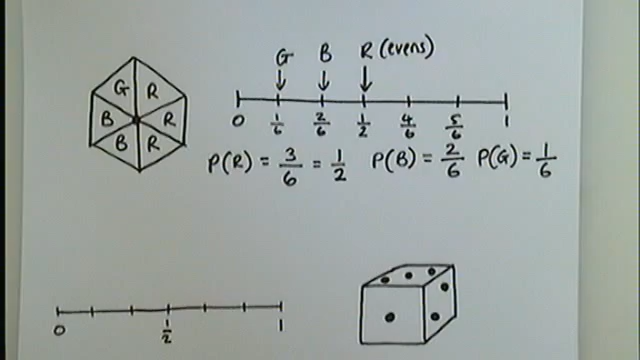 G B R (evens)
G R
B R
B R
0 1/6 2/6 1/2 4/6 5/6 1
P(R) = 3/6 = 1/2 P(B) = 2/6 P(G) = 1/6
0 1/2 1